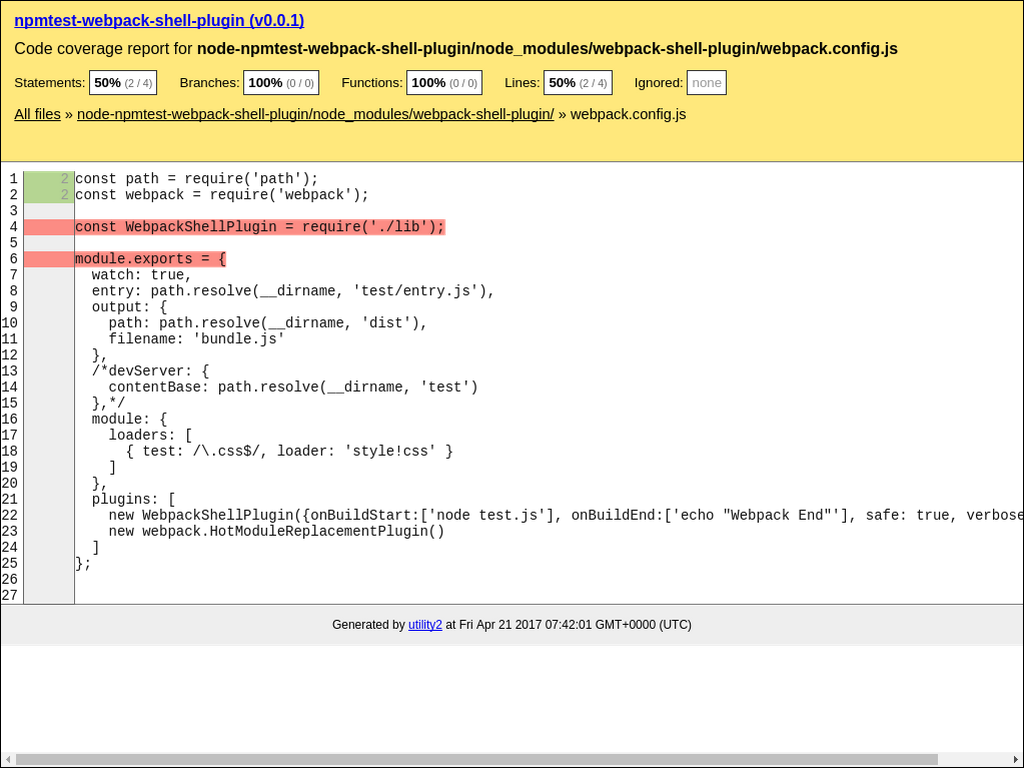 npmtest-webpack-shell-plugin (v0.0.1)
Code coverage report for node-npmtest-webpack-shell-plugin/node_modules/webpack-shell-plugin/webpack.config.js
Statements: 50% (2 / 4) Branches: 100% (0 / 0) Functions: 100% (0 / 0) Lines: 50% (2 / 4) Ignored: none
All files » node-npmtest-webpack-shell-plugin/node_modules/webpack-shell-plugin/ » webpack.config.js
1 2 const path = require('path');
2 2 const webpack = require('webpack');
3
4 const WebpackShellPlugin = require('./lib');
5
6 module.exports = {
7   watch: true,
8   entry: path.resolve(__dirname, 'test/entry.js'),
9   output: {
10     path: path.resolve(__dirname, 'dist'),
11     filename: 'bundle.js'
12   },
13   /*devServer: {
14     contentBase: path.resolve(__dirname, 'test')
15   },*/
16   module: {
17     loaders: [
18       { test: /\.css$/, loader: 'style!css' }
19     ]
20   },
21   plugins: [
22     new WebpackShellPlugin({onBuildStart:['node test.js'], onBuildEnd:['echo "Webpack End"'], safe: true, verbose
23     new webpack.HotModuleReplacementPlugin()
24   ]
25 };
26
27
Generated by utility2 at Fri Apr 21 2017 07:42:01 GMT+0000 (UTC)